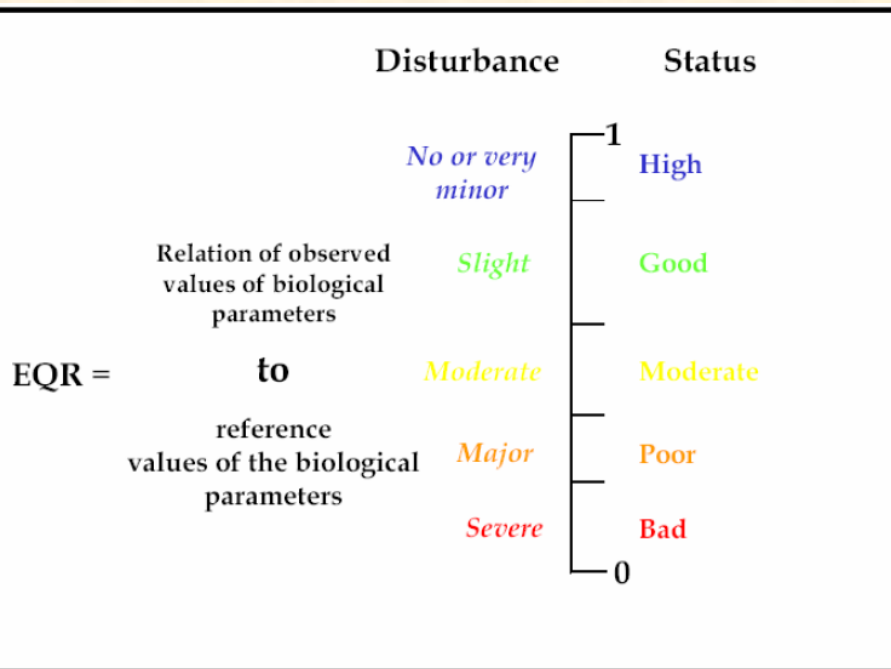 Disturbance Status
1
No or very
minor
High
Relation of observed
values of biological
parameters
Slight
Good
EQR =
to
Moderate
Moderate
reference
values of the biological
parameters
Major
Poor
Severe
Bad
0